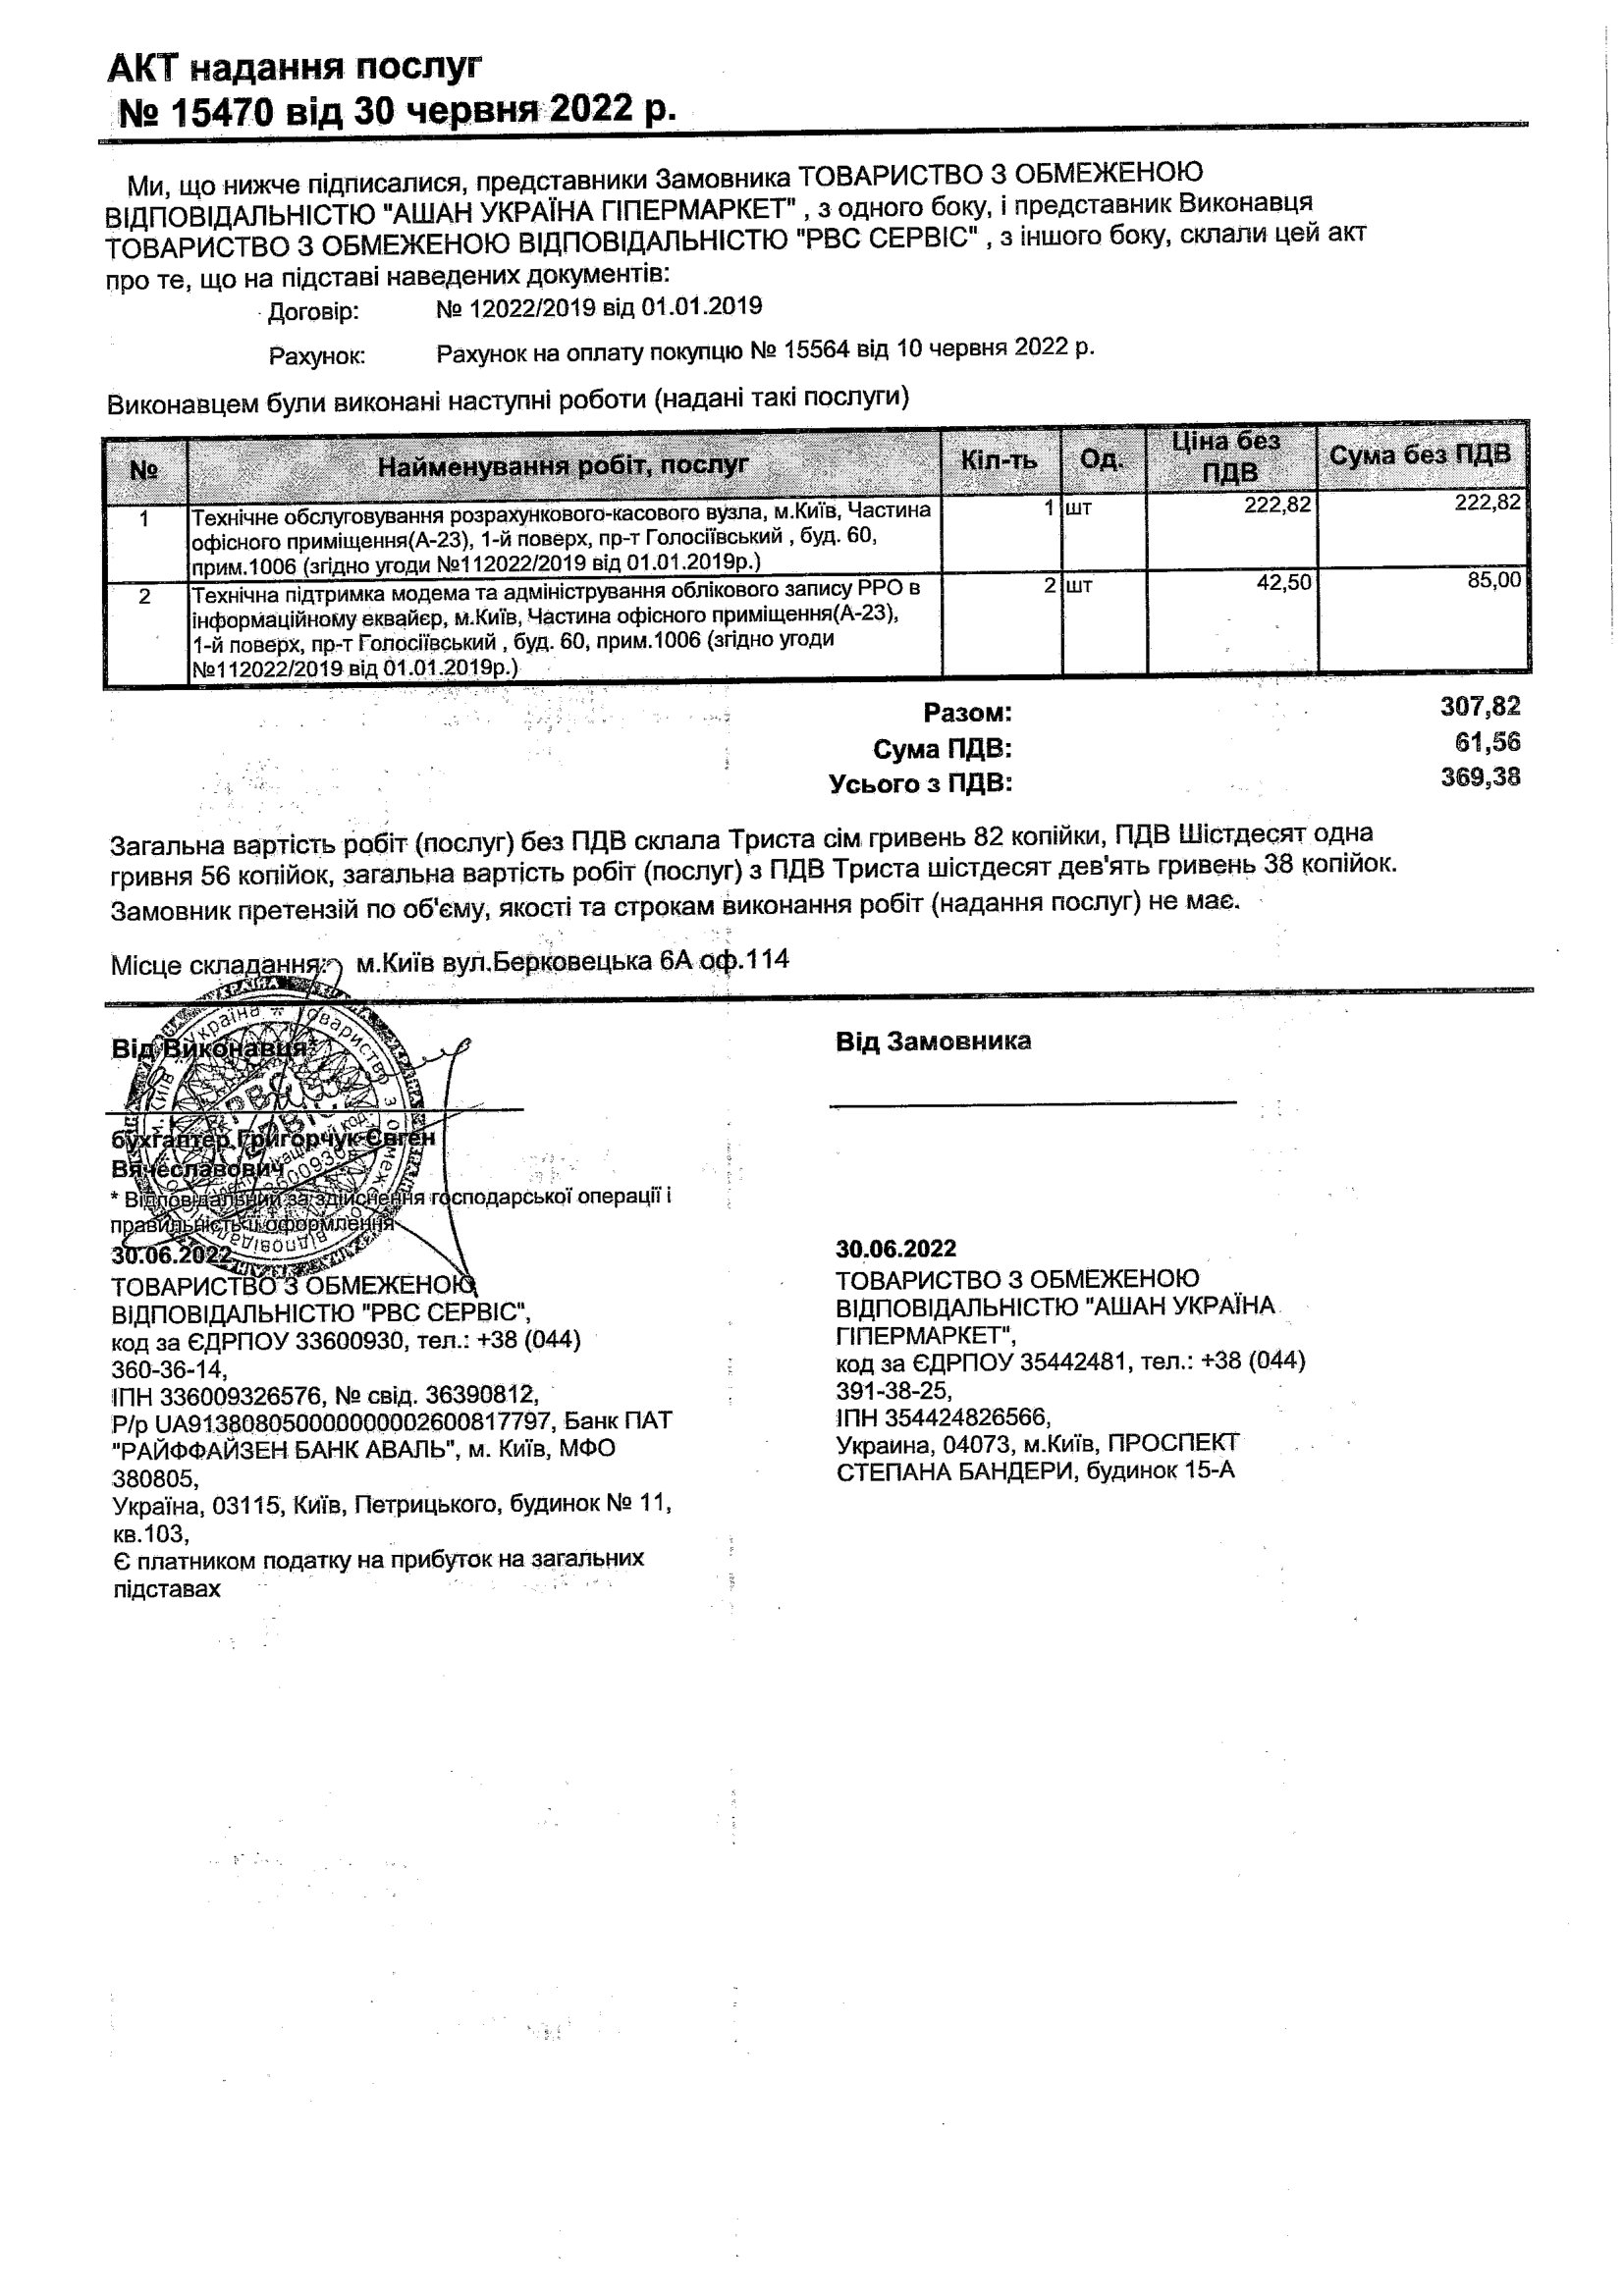 АКТ надання послуг
№ 15470 від 30 червня 2022 р.
Ми, що нижче підписалися, представники Замовника ТОВАРИСТВО З ОБМЕЖЕНОЮ
ВІДПОВІДАЛЬНІСТЮ "АШАН УКРАЇНА ГІПЕРМАРКЕТ" , з одного боку, і представник Виконавця
ТОВАРИСТВО З ОБМЕЖЕНОЮ ВІДПОВІДАЛЬНІСТЮ "РВС СЕРВІС" , з іншого боку, склали цей акт
про те, що на підставі наведених документів:
Договір: № 12022/2019 від 01.01.2019
Рахунок: Рахунок на оплату покупцю № 15564 від 10 червня 2022 р.
Виконавцем були виконані наступні роботи (надані такі послуги)
№ Найменування робіт, послуг Кіл-ть Од. Ціна без ПДВ Сума без ПДВ
1 Технічне обслуговування розрахункового-касового вузла, м.Київ, Частина 1 шт 222,82 222,82
офісного приміщення(А-23), 1-й поверх, пр-т Голосіївський , буд. 60,
прим.1006 (згідно угоди №112022/2019 від 01.01.2019р.)
2 Технічна підтримка модема та адміністрування облікового запису РРО в 2 шт 42,50 85,00
інформаційному еквайєр, м.Київ, Частина офісного приміщення(А-23),
1-й поверх, пр-т Голосіївський , буд. 60, прим.1006 (згідно угоди
№112022/2019 від 01.01.2019р.)
Разом: 307,82
Сума ПДВ: 61,56
Усього з ПДВ: 369,38
Загальна вартість робіт (послуг) без ПДВ склала Триста сім гривень 82 копійки, ПДВ Шістдесят одна
гривня 56 копійок, загальна вартість робіт (послуг) з ПДВ Триста шістдесят дев'ять гривень 38 копійок.
Замовник претензій по об'єму, якості та строкам виконання робіт (надання послуг) не має.
Місце складання: м.Київ вул.Берковецька 6А оф.114
Від Виконавця*
бухгалтер Григорчук Євген
Вячеславович
* Відповідальний за здійснення господарської операції і
правильність її оформлення
30.06.2022
ТОВАРИСТВО З ОБМЕЖЕНОЮ
ВІДПОВІДАЛЬНІСТЮ "РВС СЕРВІС",
код за ЄДРПОУ 33600930, тел.: +38 (044)
360-36-14,
ІПН 336009326576, № свід. 36390812,
Р/р UA913808050000000002600817797, Банк ПАТ
"РАЙФФАЙЗЕН БАНК АВАЛЬ", м. Київ, МФО
380805,
Україна, 03115, Київ, Петрицького, будинок № 11,
кв.103,
Є платником податку на прибуток на загальних
підставах
Від Замовника
30.06.2022
ТОВАРИСТВО З ОБМЕЖЕНОЮ
ВІДПОВІДАЛЬНІСТЮ "АШАН УКРАЇНА
ГІПЕРМАРКЕТ",
код за ЄДРПОУ 35442481, тел.: +38 (044)
391-38-25,
ІПН 354424826566,
Украина, 04073, м.Київ, ПРОСПЕКТ
СТЕПАНА БАНДЕРИ, будинок 15-А